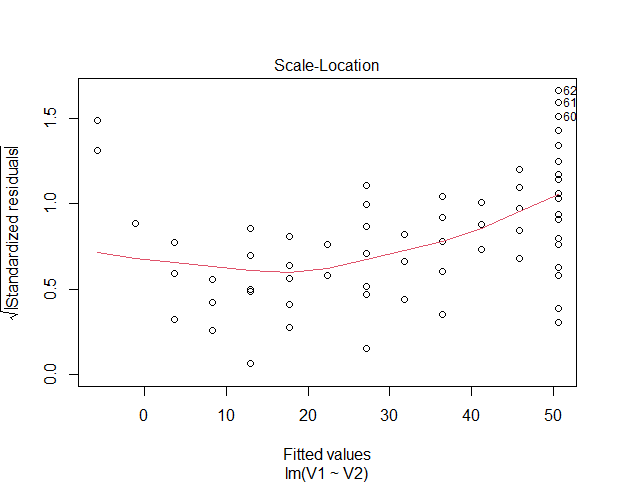 Scale-Location
√|Standardized residuals|
1.5
1.0
0.5
0.0
62
61
60
0 10 20 30 40 50
Fitted values
lm(V1 ~ V2)